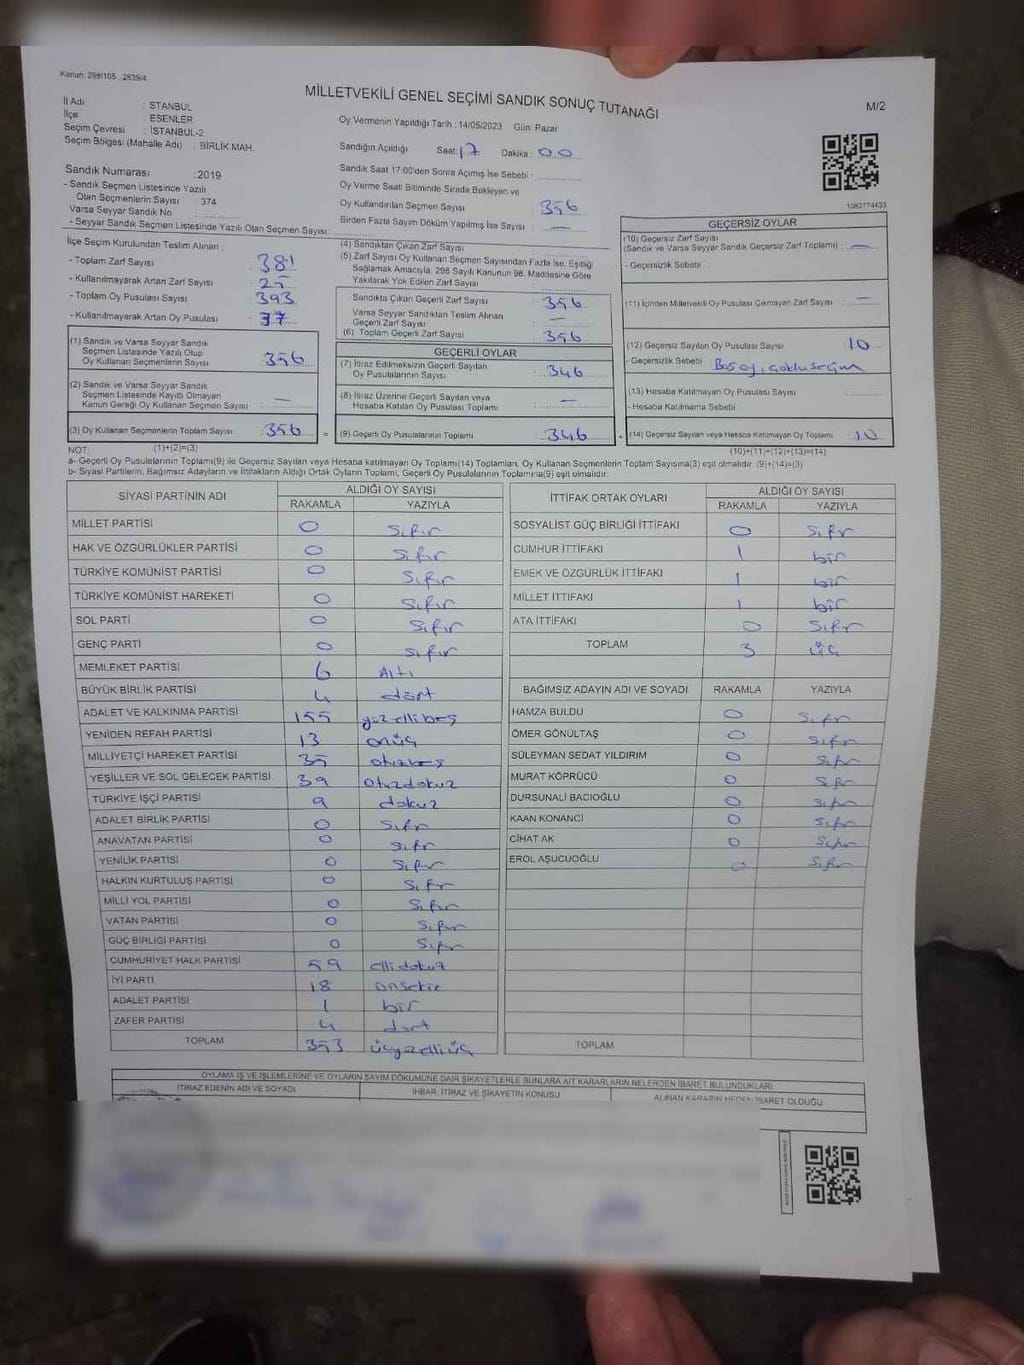 Kanun: 298/105 . 2839/4
MİLLETVEKİLİ GENEL SEÇİMİ SANDIK SONUÇ TUTANAĞI
M/2
İl Adı : STANBUL
İlçe : ESENLER
Seçim Çevresi : İSTANBUL-2
Seçim Bölgesi (Mahalle Adı) : BİRLİK MAH.
Oy Vermenin Yapıldığı Tarih : 14/05/2023 Gün: Pazar
Sandığın Açıldığı Saat: 17 Dakika : 00
Sandık Saat 17:00'den Sonra Açımış İse Sebebi :
Oy Verme Saati Bitiminde Sırada Bekleyen ve
Oy Kullandırılan Seçmen Sayısı : 356
Birden Fazla Sayım Döküm Yapılmış İse Sayısı : —
Sandık Numarası :2019
- Sandık Seçmen Listesinde Yazılı
Olan Seçmenlerin Sayısı : 374
Varsa Seyyar Sandık No :
- Seyyar Sandık Seçmen Listesinde Yazılı Olan Seçmen Sayısı:
1083774433
İlçe Seçim Kurulundan Teslim Alınan :
- Toplam Zarf Sayısı : 381
- Kullanılmayarak Artan Zarf Sayısı : 25
- Toplam Oy Pusulası Sayısı : 393
- Kullanılmayarak Artan Oy Pusulası : 37
(1) Sandık ve Varsa Seyyar Sandık
Seçmen Listesinde Yazılı Olup
Oy Kullanan Seçmenlerin Sayısı : 356
(2) Sandık ve Varsa Seyyar Sandık
Seçmen Listesinde Kayıtlı Olmayan
Kanun Gereği Oy Kullanan Seçmen Sayısı : —
(3) Oy Kullanan Seçmenlerin Toplam Sayısı :356
(1)+(2)=(3)
(4) Sandıktan Çıkan Zarf Sayısı :
(5) Zarf Sayısı Oy Kullanan Seçmen Sayısından Fazla İse, Eşitliği
Sağlamak Amacıyla, 298 Sayılı Kanunun 98. Maddesine Göre
Yakılarak Yok Edilen Zarf Sayısı :
Sandıkta Çıkan Geçerli Zarf Sayısı : 356
Varsa Seyyar Sandıktan Teslim Alınan
Geçerli Zarf Sayısı : —
(6) Toplam Geçerli Zarf Sayısı : 356
GEÇERLİ OYLAR
(7) İtiraz Edilmeksizin Geçerli Sayılan
Oy Pusulalarının Sayısı : 346
(8) İtiraz Üzerine Geçerli Sayılan veya
Hesaba Katılan Oy Pusulası Toplamı : —
= (9) Geçerli Oy Pusulalarının Toplamı : 346
GEÇERSİZ OYLAR
(10) Geçersiz Zarf Sayısı
(Sandık ve Varsa Seyyar Sandık Geçersiz Zarf Toplamı) : —
- Geçersizlik Sebebi :
(11) İçinden Milletvekili Oy Pusulası Çıkmayan Zarf Sayısı : —
(12) Geçersiz Sayılan Oy Pusulası Sayısı : 10
- Geçersizlik Sebebi : Boş oy, çoklu seçim
(13) Hesaba Katılmayan Oy Pusulası Sayısı :
- Hesaba Katılmama Sebebi
+ (14) Geçersiz Sayılan veya Hesaba Katılmayan Oy Toplamı : 10
(10)+(11)+(12)+(13)=(14)
NOT:
a- Geçerli Oy Pusulalarının Toplamı(9) ile Geçersiz Sayılan veya Hesaba katılmayan Oy Toplamı(14) Toplamları, Oy Kullanan Seçmenlerin Toplam Sayısına(3) eşit olmalıdır. (9)+(14)=(3)
b- Siyasi Partilerin, Bağımsız Adayların ve İttifakların Aldığı Ortak Oyların Toplamı, Geçerli Oy Pusulalarının Toplamına(9) eşit olmalıdır.
SİYASİ PARTİNİN ADI ALDIĞI OY SAYISI
RAKAMLA YAZIYLA
MİLLET PARTİSİ 0 Sıfır
HAK VE ÖZGÜRLÜKLER PARTİSİ 0 Sıfır
TÜRKİYE KOMÜNİST PARTİSİ 0 Sıfır
TÜRKİYE KOMÜNİST HAREKETİ 0 Sıfır
SOL PARTİ 0 Sıfır
GENÇ PARTİ 0 Sıfır
MEMLEKET PARTİSİ 6 Altı
BÜYÜK BİRLİK PARTİSİ 4 dört
ADALET VE KALKINMA PARTİSİ 155 yüzellibeş
YENİDEN REFAH PARTİSİ 13 onüç
MİLLİYETÇİ HAREKET PARTİSİ 35 otuzbeş
YEŞİLLER VE SOL GELECEK PARTİSİ 39 otuzdokuz
TÜRKİYE İŞÇİ PARTİSİ 9 dokuz
ADALET BİRLİK PARTİSİ 0 Sıfır
ANAVATAN PARTİSİ 0 Sıfır
YENİLİK PARTİSİ 0 Sıfır
HALKIN KURTULUŞ PARTİSİ 0 Sıfır
MİLLİ YOL PARTİSİ 0 Sıfır
VATAN PARTİSİ 0 Sıfır
GÜÇ BİRLİĞİ PARTİSİ 0 Sıfır
CUMHURİYET HALK PARTİSİ 59 ellidokuz
İYİ PARTİ 18 onsekiz
ADALET PARTİSİ 1 bir
ZAFER PARTİSİ 4 dört
TOPLAM 353 üçyüzelliüç
İTTİFAK ORTAK OYLARI ALDIĞI OY SAYISI
RAKAMLA YAZIYLA
SOSYALİST GÜÇ BİRLİĞİ İTTİFAKI 0 Sıfır
CUMHUR İTTİFAKI 1 bir
EMEK VE ÖZGÜRLÜK İTTİFAKI 1 bir
MİLLET İTTİFAKI 1 bir
ATA İTTİFAKI 0 Sıfır
TOPLAM 3 üç
BAĞIMSIZ ADAYIN ADI VE SOYADI RAKAMLA YAZIYLA
HAMZA BULDU 0 Sıfır
ÖMER GÖNÜLTAŞ 0 Sıfır
SÜLEYMAN SEDAT YILDIRIM 0 Sıfır
MURAT KÖPRÜCÜ 0 Sıfır
DURSUNALİ BACIOĞLU 0 Sıfır
KAAN KONANCI 0 Sıfır
CİHAT AK 0 Sıfır
EROL AŞUCUOĞLU 0 Sıfır
TOPLAM
OYLAMA İŞ VE İŞLEMLERİNE VE OYLARIN SAYIM DÖKÜMÜNE DAİR ŞİKAYETLERLE BUNLARA AİT KARARLARIN NELERDEN İBARET BULUNDUKLARI
İTİRAZ EDENİN ADI VE SOYADI İHBAR, İTİRAZ VE ŞİKAYETİN KONUSU ALINAN KARARIN NEDEN İBARET OLDUĞU